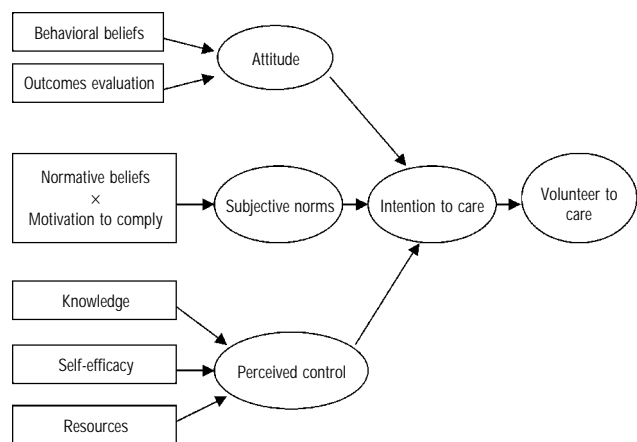 Behavioral beliefs
Outcomes evaluation
Attitude
Normative beliefs
×
Motivation to comply
Subjective norms
Intention to care
Volunteer to
care
Knowledge
Self-efficacy
Resources
Perceived control